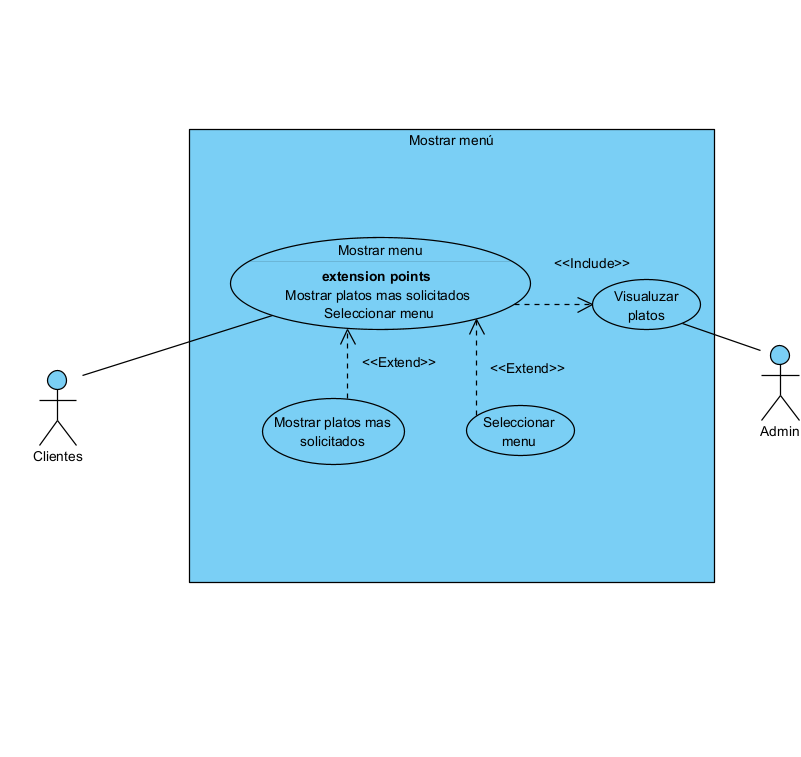 Mostrar menú
Mostrar menu
extension points
Mostrar platos mas solicitados
Seleccionar menu
<<Include>>
Visualuzar
platos
<<Extend>>
<<Extend>>
Mostrar platos mas
solicitados
Seleccionar
menu
Clientes
Admin